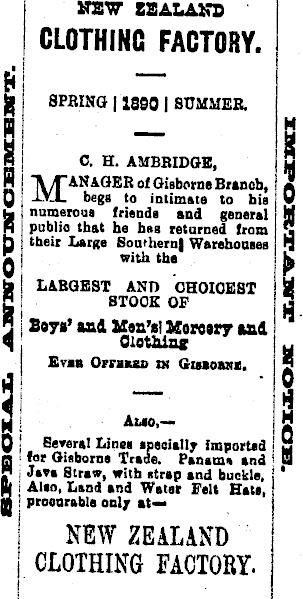 NEW ZEALAND
CLOTHING FACTORY.
SPRING | 1890 | SUMMER.
C. H. AMBRIDGE,
MANAGER of Gisborne Branch,
begs to intimate to his
numerous friends and general
public that he has returned from
their Large Southern Warehouses
with the
LARGEST AND CHOICEST
STOCK OF
Boys' and Men's Mercery and
Clothing
EVER OFFERED IN GISBORNE.
ALSO,—
Several Lines specially imported
for Gisborne Trade. Panama and
Java Straw, with strap and buckle,
Also, Land and Water Felt Hats,
procurable only at—
NEW ZEALAND
CLOTHING FACTORY.
SPECIAL ANNOUNCEMENT.
IMPORTANT NOTICE.